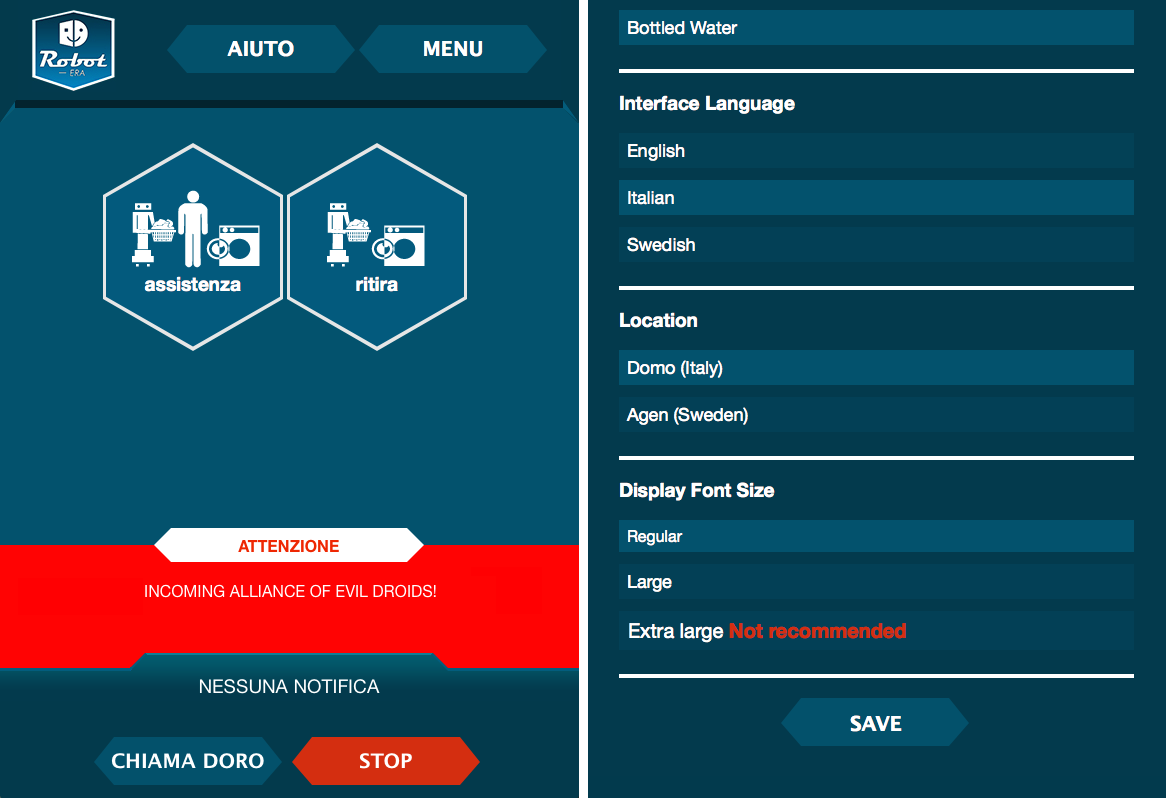 Robot
ERA
AIUTO
MENU
assistenza
ritira
ATTENZIONE
INCOMING ALLIANCE OF EVIL DROIDS!
NESSUNA NOTIFICA
CHIAMA DORO
STOP
Bottled Water
Interface Language
English
Italian
Swedish
Location
Domo (Italy)
Agen (Sweden)
Display Font Size
Regular
Large
Extra large Not recommended
SAVE